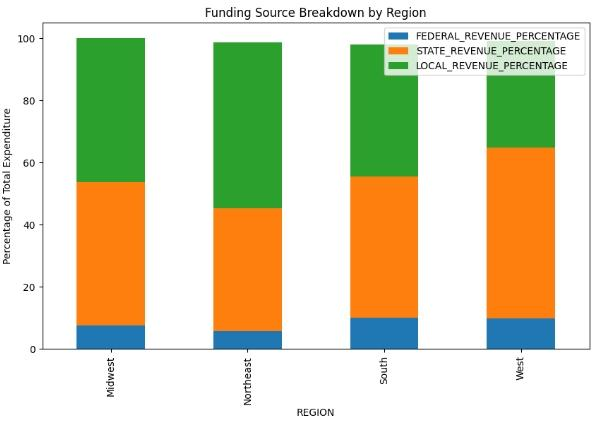 Funding Source Breakdown by Region
FEDERAL_REVENUE_PERCENTAGE
STATE_REVENUE_PERCENTAGE
LOCAL_REVENUE_PERCENTAGE
Percentage of Total Expenditure
100
80
60
40
20
0
Midwest
Northeast
South
West
REGION